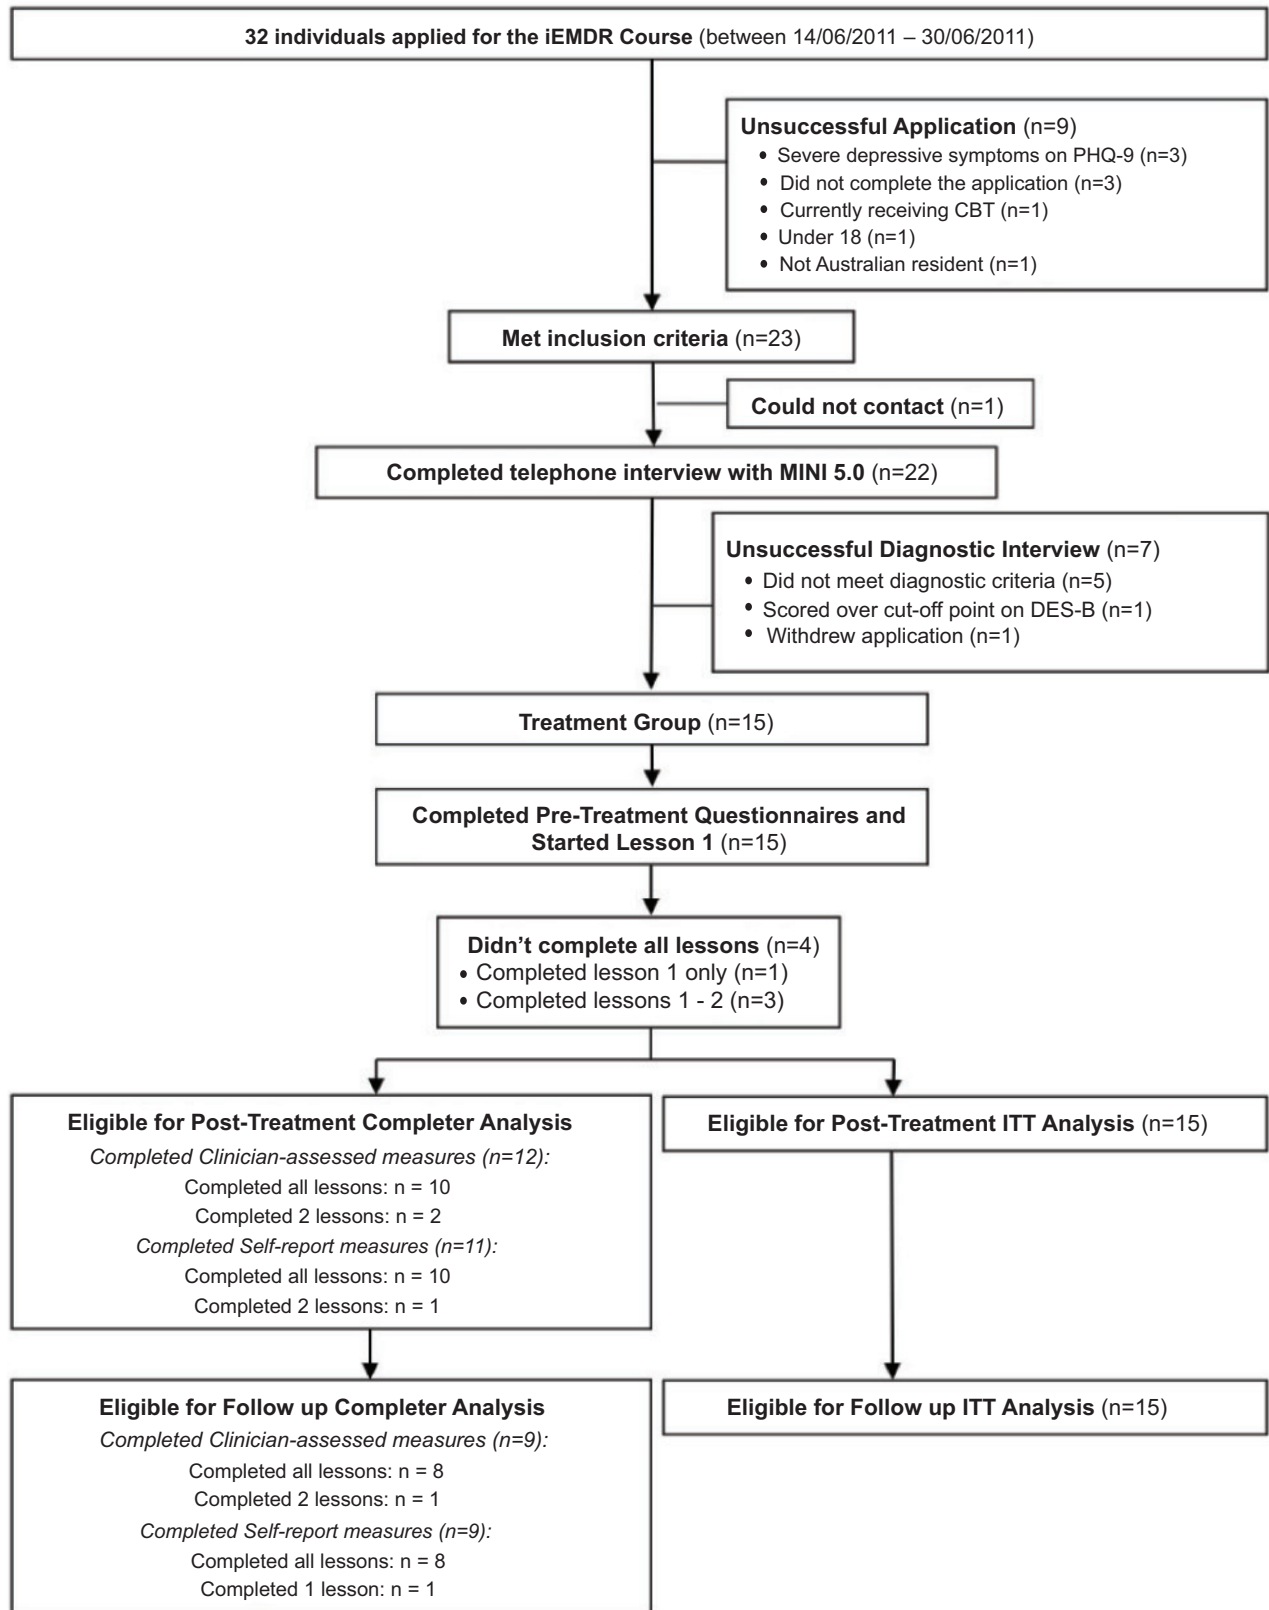 32 individuals applied for the iEMDR Course (between 14/06/2011 – 30/06/2011)
Unsuccessful Application (n=9)
• Severe depressive symptoms on PHQ-9 (n=3)
• Did not complete the application (n=3)
• Currently receiving CBT (n=1)
• Under 18 (n=1)
• Not Australian resident (n=1)
Met inclusion criteria (n=23)
Could not contact (n=1)
Completed telephone interview with MINI 5.0 (n=22)
Unsuccessful Diagnostic Interview (n=7)
• Did not meet diagnostic criteria (n=5)
• Scored over cut-off point on DES-B (n=1)
• Withdrew application (n=1)
Treatment Group (n=15)
Completed Pre-Treatment Questionnaires and
Started Lesson 1 (n=15)
Didn’t complete all lessons (n=4)
• Completed lesson 1 only (n=1)
• Completed lessons 1 - 2 (n=3)
Eligible for Post-Treatment Completer Analysis
Completed Clinician-assessed measures (n=12):
Completed all lessons: n = 10
Completed 2 lessons: n = 2
Completed Self-report measures (n=11):
Completed all lessons: n = 10
Completed 2 lessons: n = 1
Eligible for Post-Treatment ITT Analysis (n=15)
Eligible for Follow up Completer Analysis
Completed Clinician-assessed measures (n=9):
Completed all lessons: n = 8
Completed 2 lessons: n = 1
Completed Self-report measures (n=9):
Completed all lessons: n = 8
Completed 1 lesson: n = 1
Eligible for Follow up ITT Analysis (n=15)